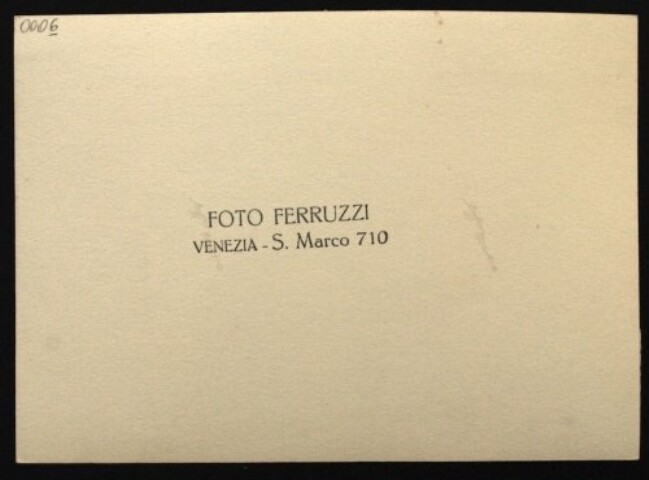 0006
FOTO FERRUZZI
VENEZIA - S. Marco 710